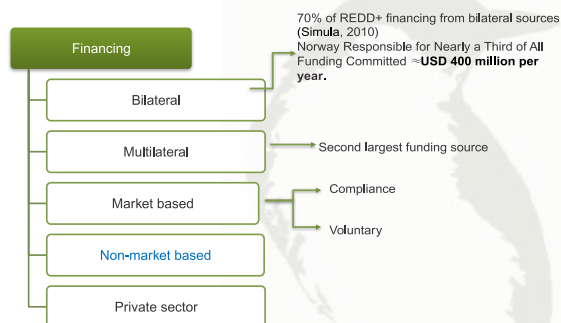 70% of REDD+ financing from bilateral sources
(Simula, 2010)
Norway Responsible for Nearly a Third of All
Funding Committed ≈USD 400 million per
year.
Financing
Bilateral
Multilateral
Second largest funding source
Market based
Compliance
Voluntary
Non-market based
Private sector